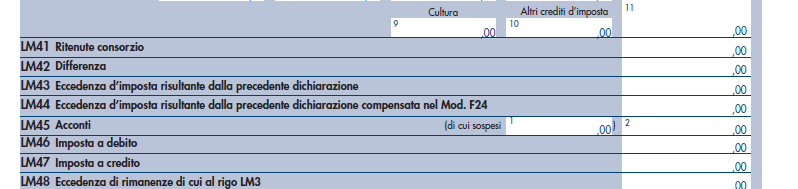 Cultura Altri crediti d'imposta 11
9 ,00 10 ,00 ,00
LM41 Ritenute consorzio ,00
LM42 Differenza ,00
LM43 Eccedenza d'imposta risultante dalla precedente dichiarazione ,00
LM44 Eccedenza d'imposta risultante dalla precedente dichiarazione compensata nel Mod. F24 ,00
LM45 Acconti (di cui sospesi 1 ,00) 2 ,00
LM46 Imposta a debito ,00
LM47 Imposta a credito ,00
LM48 Eccedenza di rimanenze di cui al rigo LM3 ,00